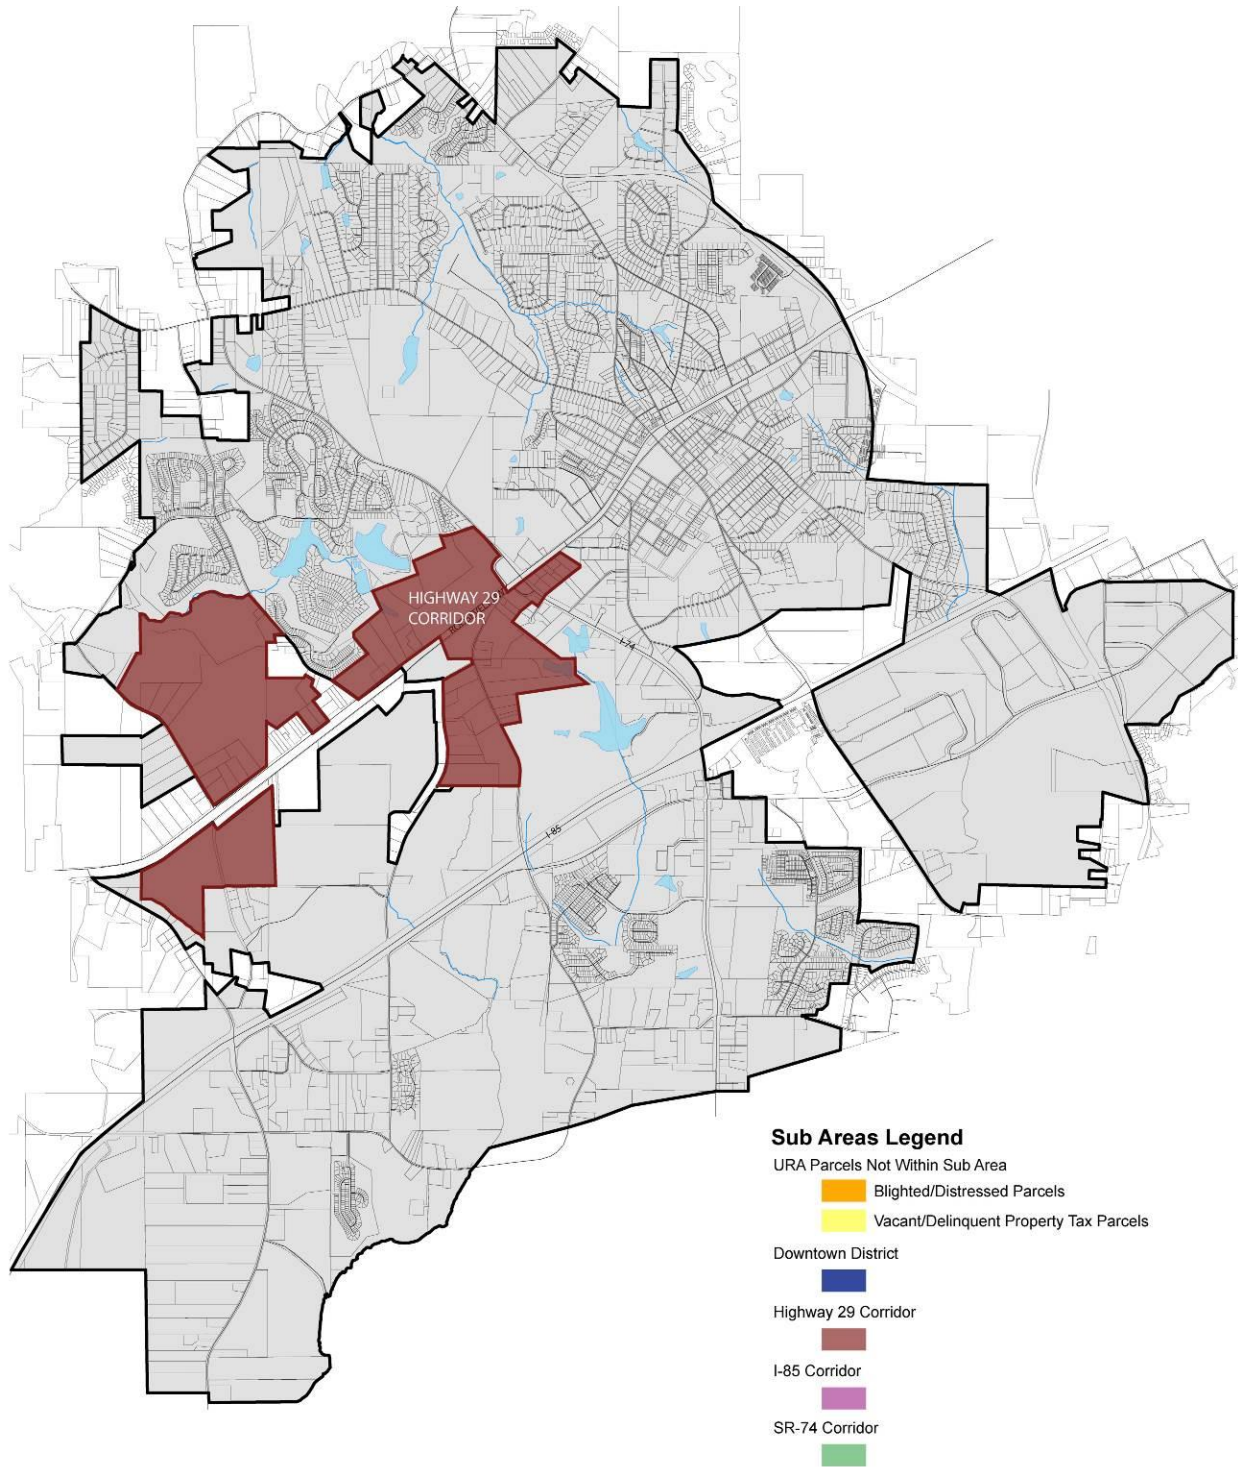 HIGHWAY 29
CORRIDOR
I-74
I-85
Sub Areas Legend
URA Parcels Not Within Sub Area
Blighted/Distressed Parcels
Vacant/Delinquent Property Tax Parcels
Downtown District
Highway 29 Corridor
I-85 Corridor
SR-74 Corridor